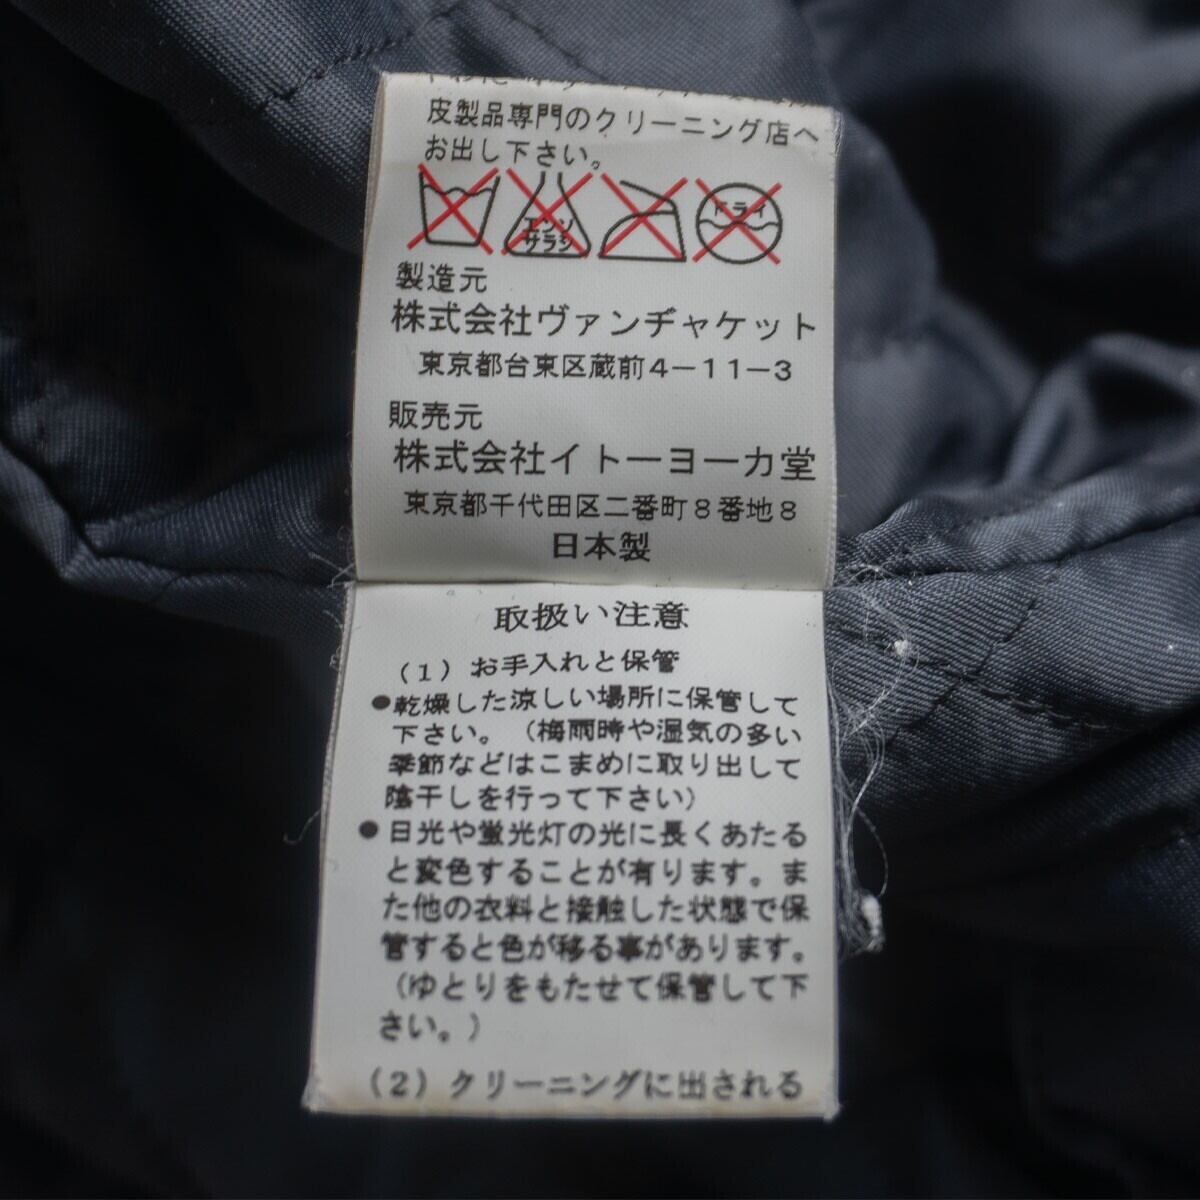 皮製品専門のクリーニング店へ
お出し下さい。
エンソ
サラシ
ドライ
製造元
株式会社ヴァンヂャケット
東京都台東区蔵前4−11−3
販売元
株式会社イトーヨーカ堂
東京都千代田区二番町8番地8
日本製
取扱い注意
(1)お手入れと保管
●乾燥した涼しい場所に保管して
下さい。(梅雨時や湿気の多い
季節などはこまめに取り出して
陰干しを行って下さい)
●日光や蛍光灯の光に長くあたる
と変色することが有ります。ま
た他の衣料と接触した状態で保
管すると色が移る事があります。
(ゆとりをもたせて保管して下
さい。)
(2)クリーニングに出される